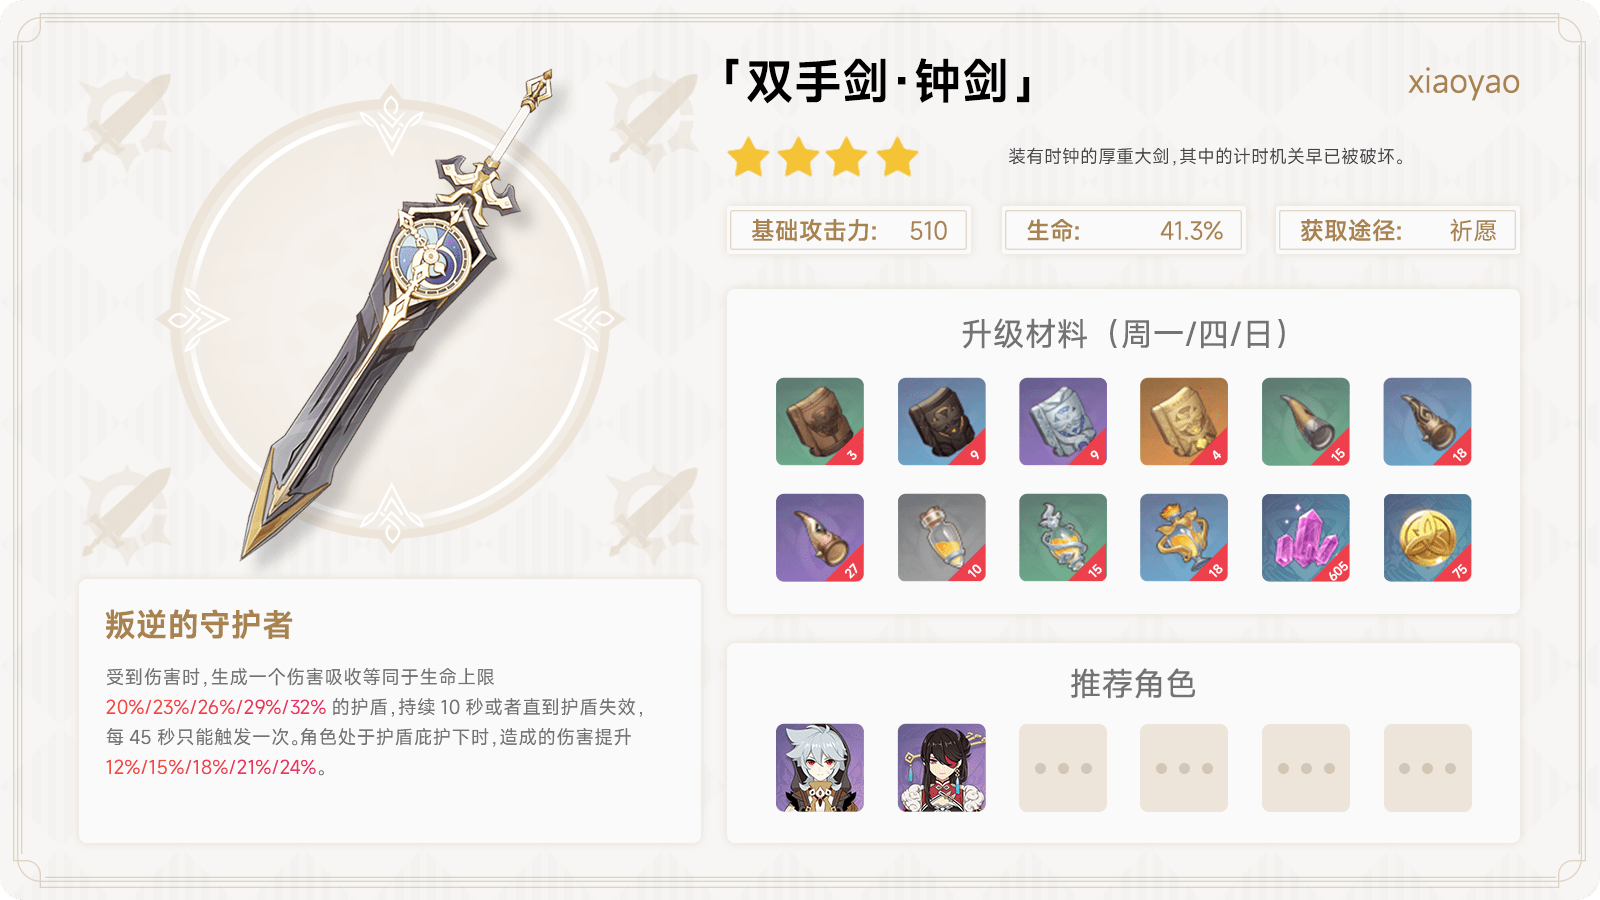 「双手剑·钟剑」
xiaoyao
装有时钟的厚重大剑,其中的计时机关早已被破坏。
基础攻击力: 510
生命: 41.3%
获取途径: 祈愿
升级材料（周一/四/日）
3 9 9 4 15 18
27 10 15 18 605 75
叛逆的守护者
受到伤害时,生成一个伤害吸收等同于生命上限
20%/23%/26%/29%/32% 的护盾,持续 10 秒或者直到护盾失效,
每 45 秒只能触发一次。角色处于护盾庇护下时,造成的伤害提升
12%/15%/18%/21%/24%。
推荐角色